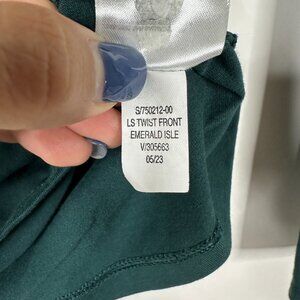 S/750212-00
LS TWIST FRONT
EMERALD ISLE
V/305663
05/23